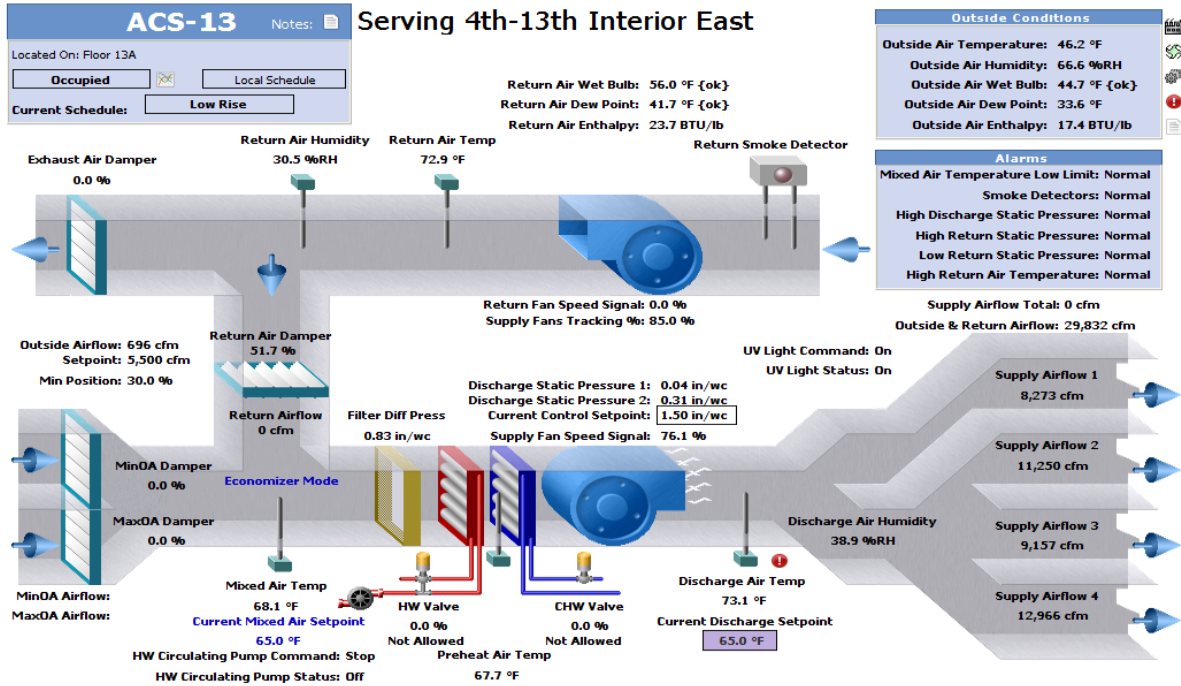 ACS-13
Notes:
Serving 4th-13th Interior East
Located On: Floor 13A
Occupied
Local Schedule
Current Schedule:
Low Rise
Return Air Wet Bulb: 56.0 °F {ok}
Return Air Dew Point: 41.7 °F {ok}
Return Air Enthalpy: 23.7 BTU/lb
Outside Conditions
Outside Air Temperature: 46.2 °F
Outside Air Humidity: 66.6 %RH
Outside Air Wet Bulb: 44.7 °F {ok}
Outside Air Dew Point: 33.6 °F
Outside Air Enthalpy: 17.4 BTU/lb
Exhaust Air Damper
0.0 %
Return Air Humidity
30.5 %RH
Return Air Temp
72.9 °F
Return Smoke Detector
Alarms
Mixed Air Temperature Low Limit: Normal
Smoke Detectors: Normal
High Discharge Static Pressure: Normal
High Return Static Pressure: Normal
Low Return Static Pressure: Normal
High Return Air Temperature: Normal
Return Fan Speed Signal: 0.0 %
Supply Fans Tracking %: 85.0 %
Supply Airflow Total: 0 cfm
Outside & Return Airflow: 29,832 cfm
Outside Airflow: 696 cfm
Setpoint: 5,500 cfm
Min Position: 30.0 %
Return Air Damper
51.7 %
UV Light Command: On
UV Light Status: On
Return Airflow
0 cfm
Filter Diff Press
0.83 in/wc
Discharge Static Pressure 1: 0.04 in/wc
Discharge Static Pressure 2: 0.31 in/wc
Current Control Setpoint: 1.50 in/wc
Supply Fan Speed Signal: 76.1 %
Supply Airflow 1
8,273 cfm
Supply Airflow 2
11,250 cfm
Supply Airflow 3
9,157 cfm
Supply Airflow 4
12,966 cfm
MinOA Damper
0.0 %
Economizer Mode
MaxOA Damper
0.0 %
Discharge Air Humidity
38.9 %RH
MinOA Airflow:
MaxOA Airflow:
Mixed Air Temp
68.1 °F
Current Mixed Air Setpoint
65.0 °F
HW Circulating Pump Command: Stop
HW Circulating Pump Status: Off
HW Valve
0.0 %
Not Allowed
Preheat Air Temp
67.7 °F
CHW Valve
0.0 %
Not Allowed
Discharge Air Temp
73.1 °F
Current Discharge Setpoint
65.0 °F